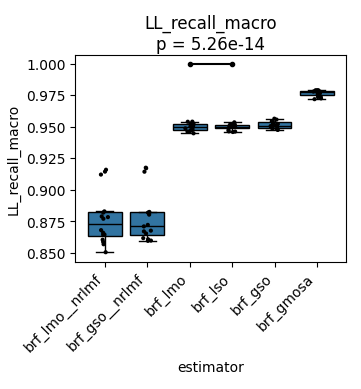 LL_recall_macro
p = 5.26e-14
1.000
0.975
0.950
0.925
0.900
0.875
0.850
LL_recall_macro
brf_lmo__nrlmf
brf_gso__nrlmf
brf_lmo
brf_lso
brf_gso
brf_gmosa
estimator